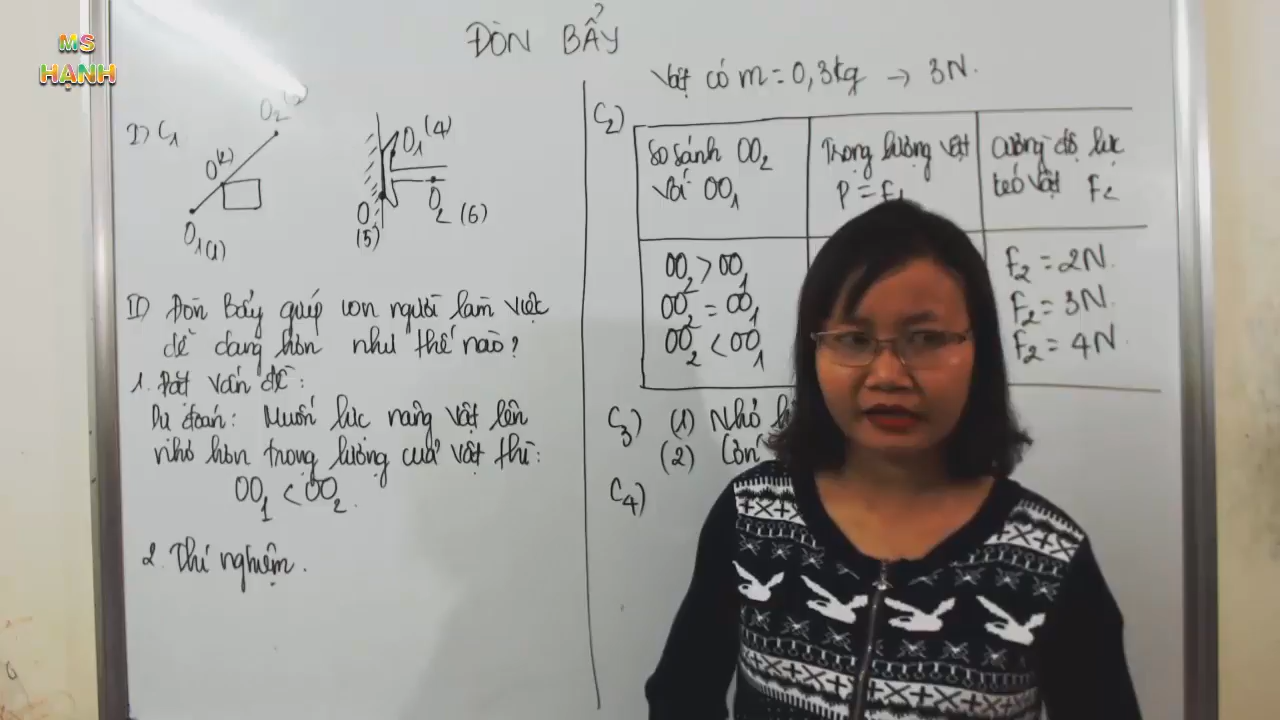 MS
HẠNH
ĐÒN BẨY
Vật có m = 0,3kg → 3N.
I) C1
O2
O
O1(1)
O1 (4)
O2 (6)
O
(5)
II) Đòn Bẩy giúp con người làm việc
dễ dàng hơn như thế nào?
1. Đặt vấn đề:
Dự đoán: Muốn lực nâng vật lên
nhỏ hơn trọng lượng của vật thì:
OO1 < OO2.
2. Thí nghiệm.
C2)
So sánh OO2
với OO1
Trọng lượng vật
P = F1
Cường độ lực
kéo vật F2
OO2 > OO1
F2 = 2N.
OO2 = OO1
F2 = 3N.
OO2 < OO1
F2 = 4N.
C3) (1) Nhỏ
(2)
C4)